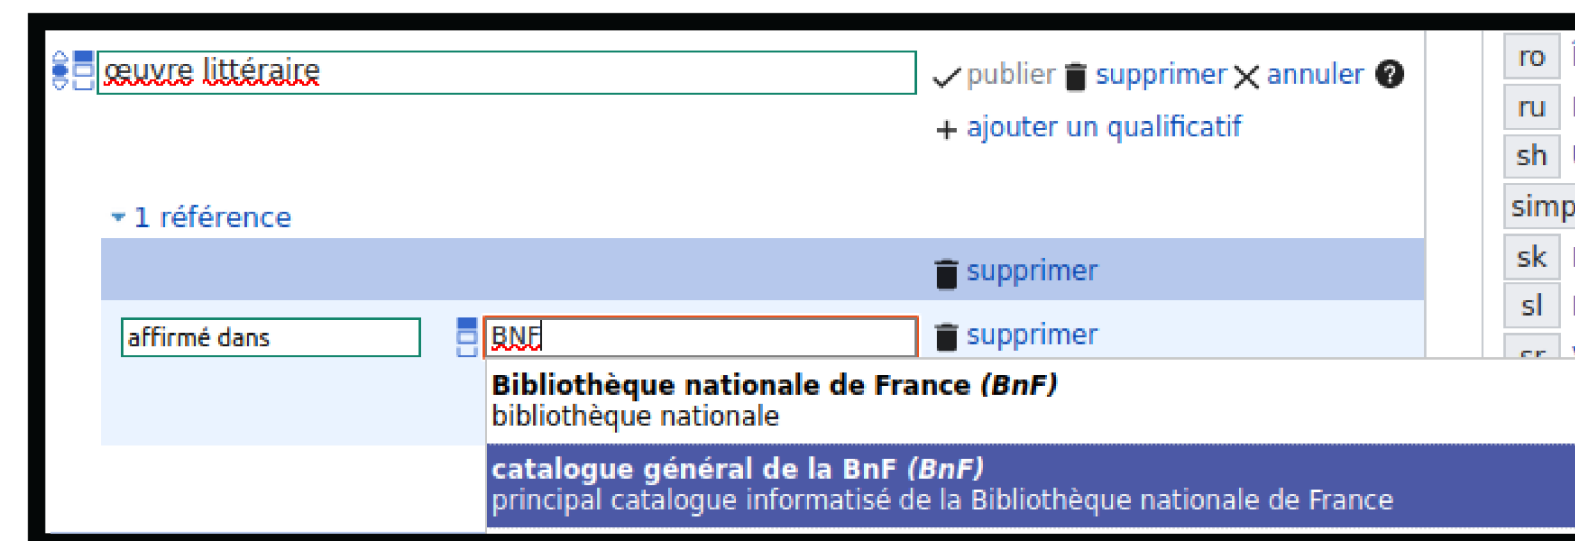 œuvre littéraire
publier supprimer annuler ?
+ ajouter un qualificatif
1 référence
supprimer
affirmé dans BNF supprimer
Bibliothèque nationale de France (BnF)
bibliothèque nationale
catalogue général de la BnF (BnF)
principal catalogue informatisé de la Bibliothèque nationale de France
ro
ru
sh
simp
sk
sl
sr